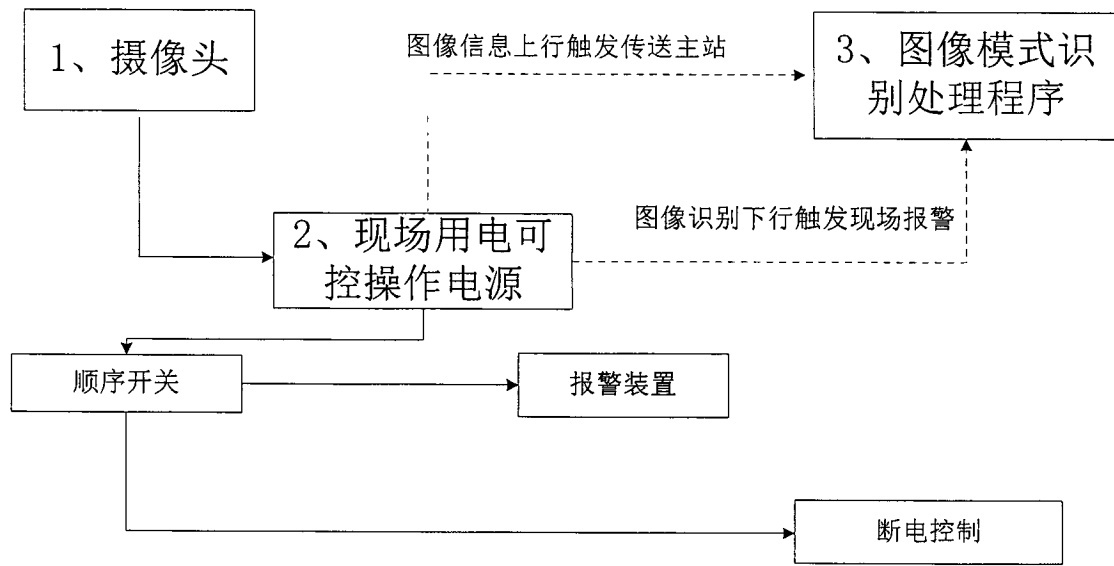 1、摄像头
图像信息上行触发传送主站
3、图像模式识
别处理程序
图像识别下行触发现场报警
2、现场用电可
控操作电源
顺序开关
报警装置
断电控制